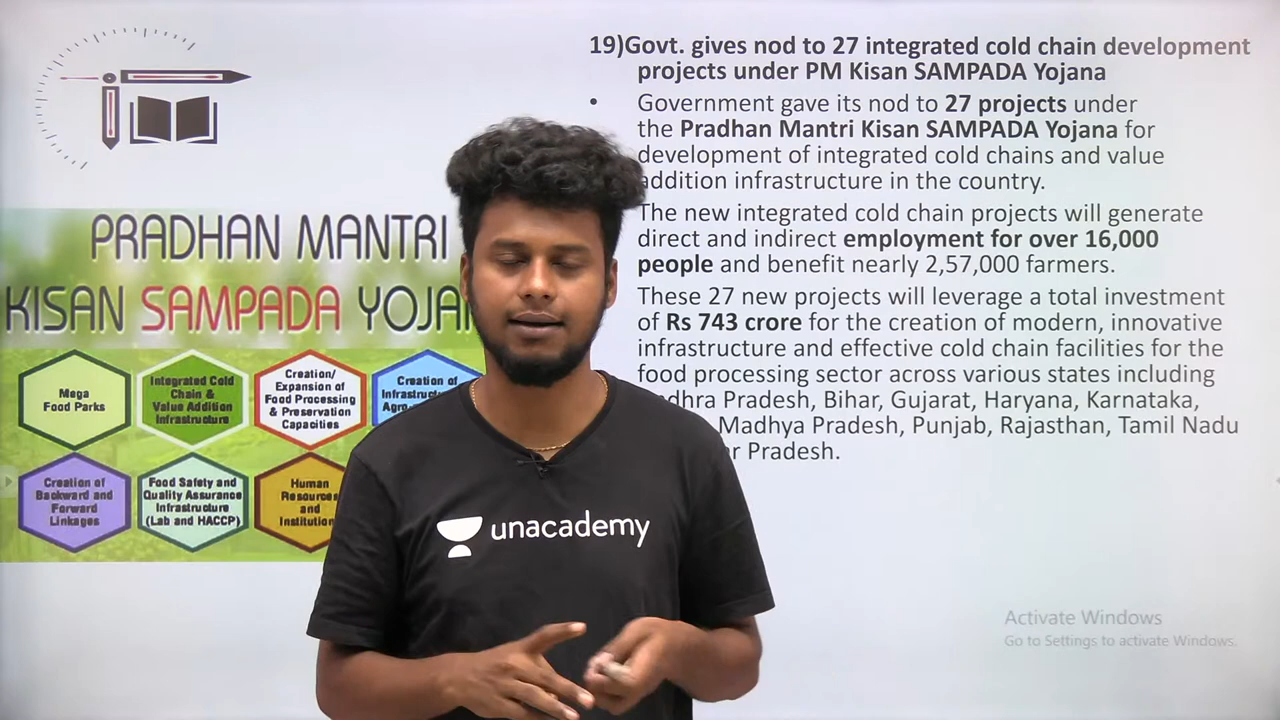 19)Govt. gives nod to 27 integrated cold chain development
projects under PM Kisan SAMPADA Yojana
• Government gave its nod to 27 projects under
the Pradhan Mantri Kisan SAMPADA Yojana for
development of integrated cold chains and value
addition infrastructure in the country.
The new integrated cold chain projects will generate
direct and indirect employment for over 16,000
people and benefit nearly 2,57,000 farmers.
These 27 new projects will leverage a total investment
of Rs 743 crore for the creation of modern, innovative
infrastructure and effective cold chain facilities for the
food processing sector across various states including
Pradesh, Bihar, Gujarat, Haryana, Karnataka,
Madhya Pradesh, Punjab, Rajasthan, Tamil Nadu
Pradesh.
PRADHAN MANTRI
KISAN SAMPADA
Mega
Food Parks
Integrated Cold
Chain &
Value Addition
Infrastructure
Creation/
Expansion of
Food Processing
& Preservation
Capacities
Creation of
Creation of
Backward and
Forward
Linkages
Food Safety and
Quality Assurance
Infrastructure
(Lab and HACCP)
Human
Resources
and
unacademy
Activate Windows
Go to Settings to activate Windows.